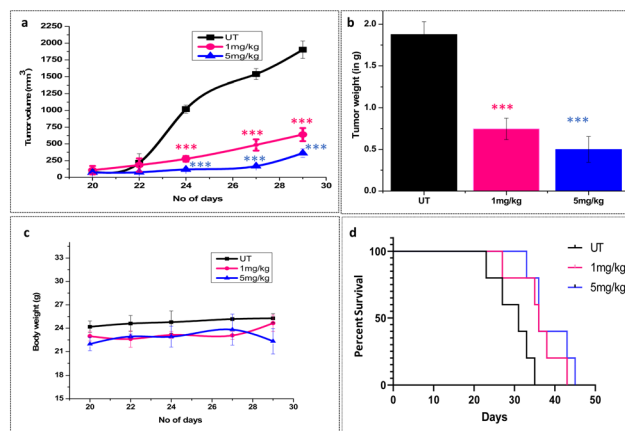 a
UT
1mg/kg
5mg/kg
Tumor volume (mm3)
2250
2000
1750
1500
1250
1000
750
500
250
0
*** *** ***
*** *** ***
20 22 24 26 28 30
No of days
b
Tumor weight (in g)
2.0
1.5
1.0
0.5
0.0
***
***
UT 1mg/kg 5mg/kg
c
UT
1mg/kg
5mg/kg
Body weight (g)
33
30
27
24
21
18
15
20 22 24 26 28 30
No of days
d
UT
1mg/kg
5mg/kg
Percent Survival
100
80
60
40
20
0
0 10 20 30 40 50
Days